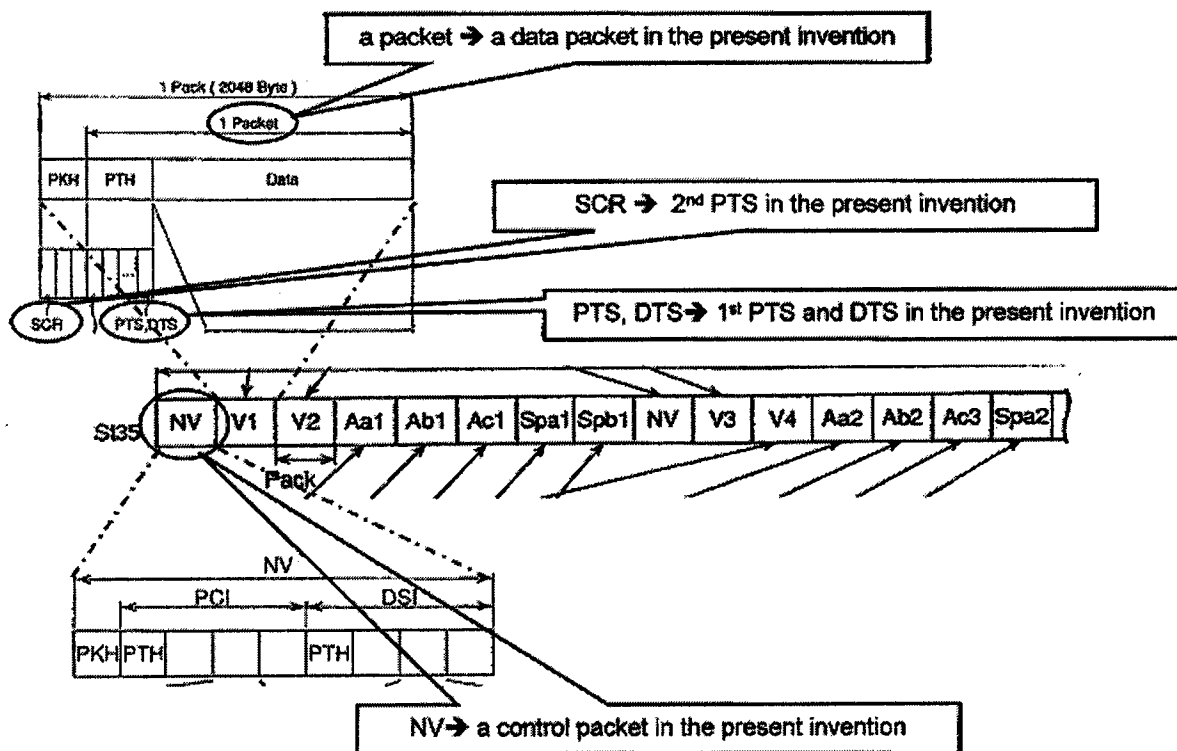 a packet ➔ a data packet in the present invention
1 Pack ( 2048 Byte )
1 Packet
PKH PTH Data
SCR ➔ 2nd PTS in the present invention
...
SCR ) PTS,DTS
PTS, DTS➔ 1st PTS and DTS in the present invention
SI35 NV V1 V2 Aa1 Ab1 Ac1 Spa1 Spb1 NV V3 V4 Aa2 Ab2 Ac3 Spa2
Pack
NV
PCI DSI
PKH PTH PTH
NV➔ a control packet in the present invention